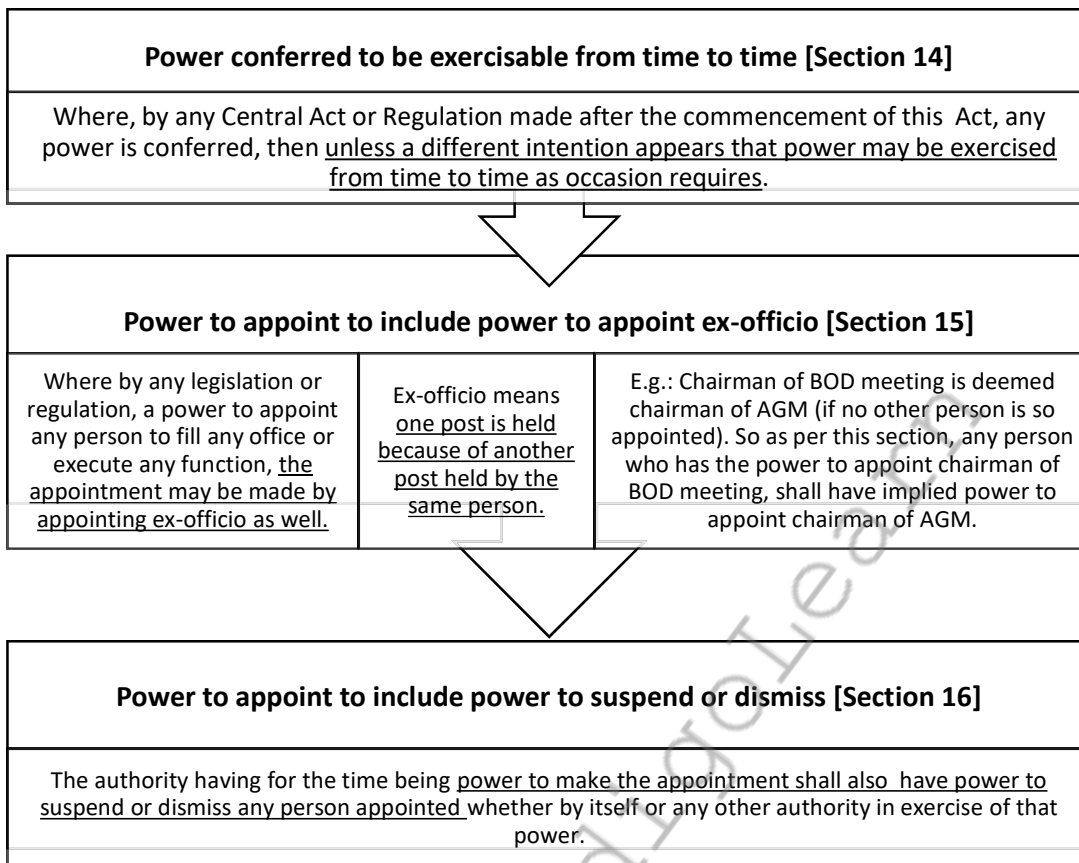 Power conferred to be exercisable from time to time [Section 14]
Where, by any Central Act or Regulation made after the commencement of this Act, any
power is conferred, then unless a different intention appears that power may be exercised
from time to time as occasion requires.
Power to appoint to include power to appoint ex-officio [Section 15]
Where by any legislation or
regulation, a power to appoint
any person to fill any office or
execute any function, the
appointment may be made by
appointing ex-officio as well.
Ex-officio means
one post is held
because of another
post held by the
same person.
E.g.: Chairman of BOD meeting is deemed
chairman of AGM (if no other person is so
appointed). So as per this section, any person
who has the power to appoint chairman of
BOD meeting, shall have implied power to
appoint chairman of AGM.
Power to appoint to include power to suspend or dismiss [Section 16]
The authority having for the time being power to make the appointment shall also have power to
suspend or dismiss any person appointed whether by itself or any other authority in exercise of that
power.
digoLearn